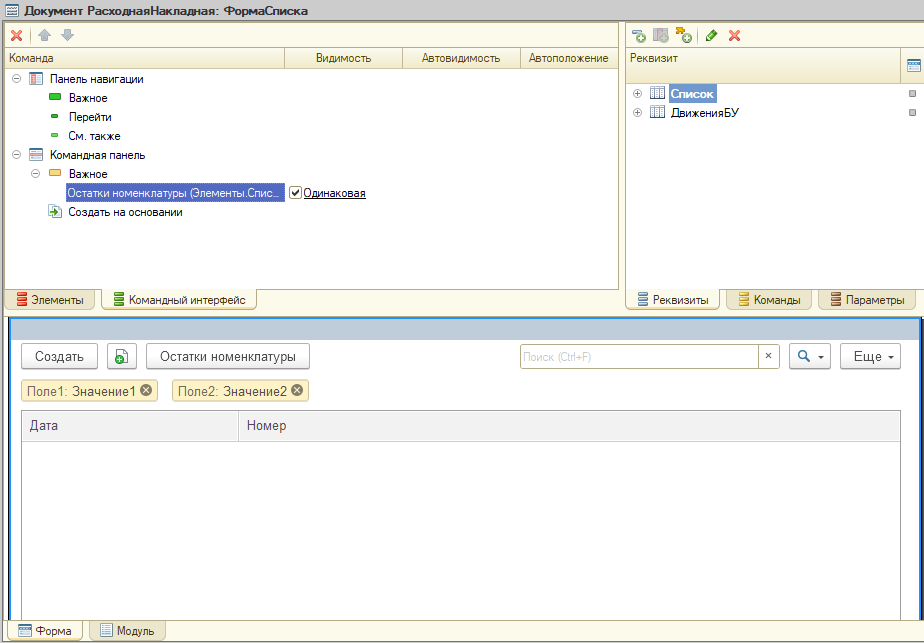 Документ РасходнаяНакладная: ФормаСписка
Команда Видимость Автовидимость Автоположение
Панель навигации
Важное
Перейти
См. также
Командная панель
Важное
Остатки номенклатуры (Элементы.Спис... Одинаковая
Создать на основании
Элементы Командный интерфейс
Реквизит
Список
ДвиженияБУ
Реквизиты Команды Параметры
Создать Остатки номенклатуры Поиск (Ctrl+F) × Еще
Поле1: Значение1 Поле2: Значение2
Дата Номер
Форма Модуль